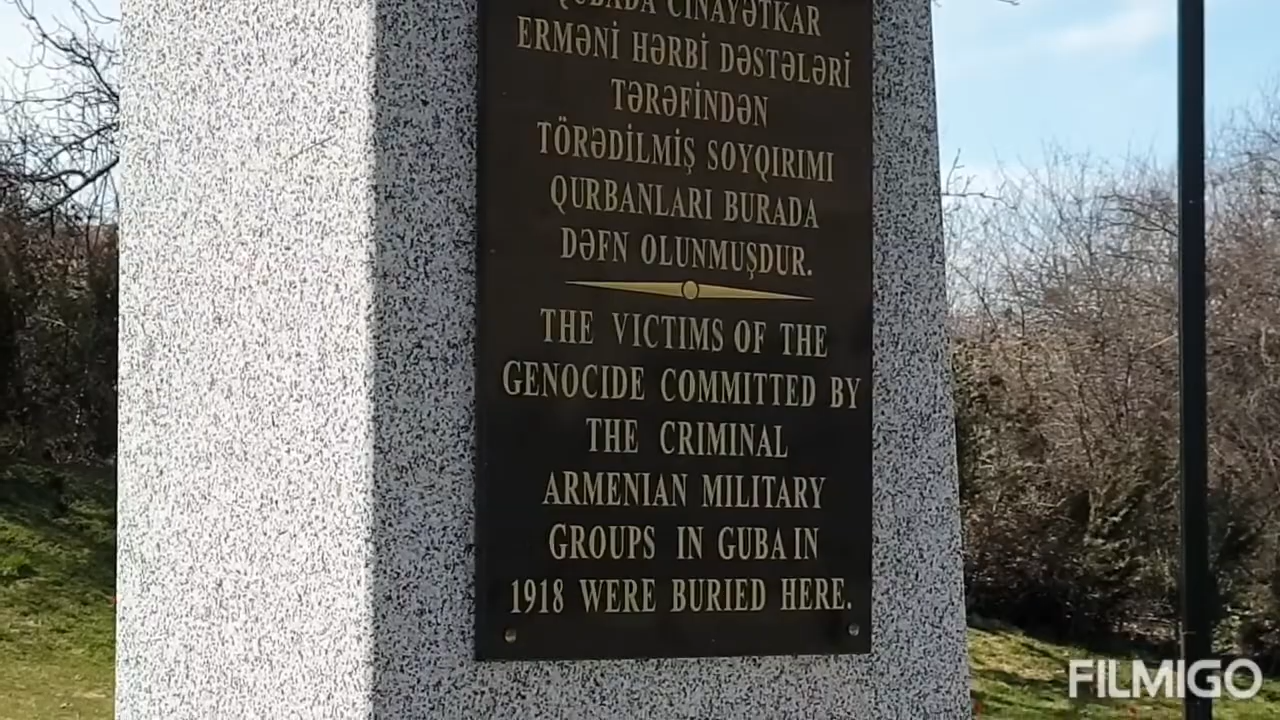 QUBADA CİNAYƏTKAR
ERMƏNİ HƏRBİ DƏSTƏLƏRİ
TƏRƏFİNDƏN
TÖRƏDİLMİŞ SOYQIRIMI
QURBANLARI BURADA
DƏFN OLUNMUŞDUR.
THE VICTIMS OF THE
GENOCIDE COMMITTED BY
THE CRIMINAL
ARMENIAN MILITARY
GROUPS IN GUBA IN
1918 WERE BURIED HERE.
FILMIGO